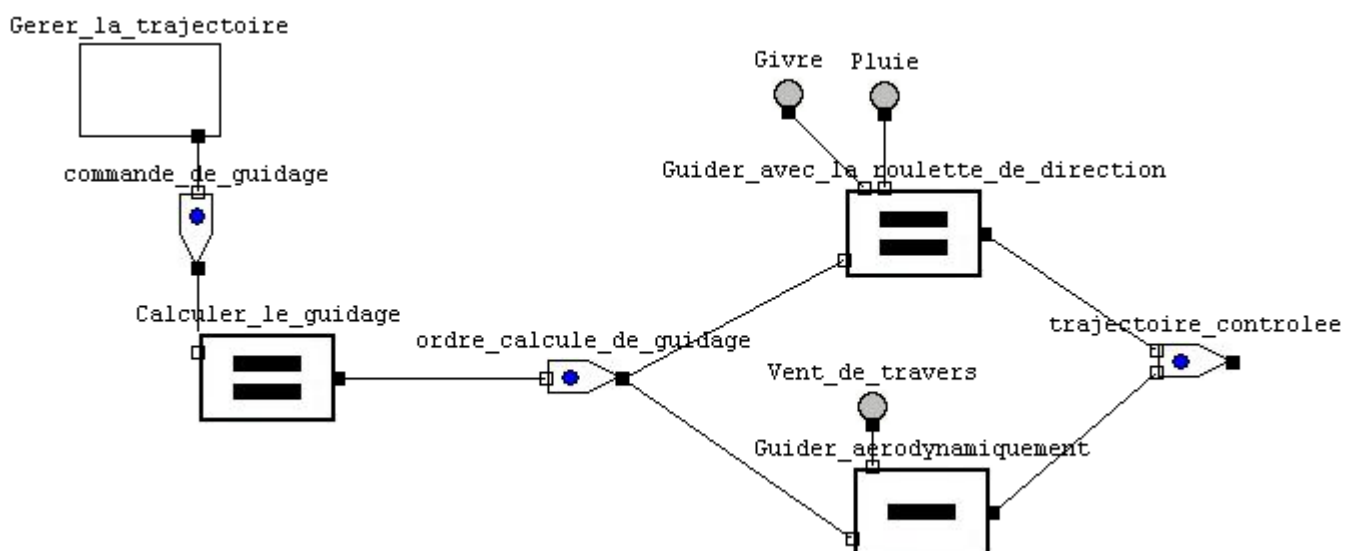 Gerer_la_trajectoire
Givre
Pluie
commande_de_guidage
Guider_avec_la_roulette_de_direction
Calculer_le_guidage
ordre_calcule_de_guidage
trajectoire_controlee
Vent_de_travers
Guider_aerodynamiquement